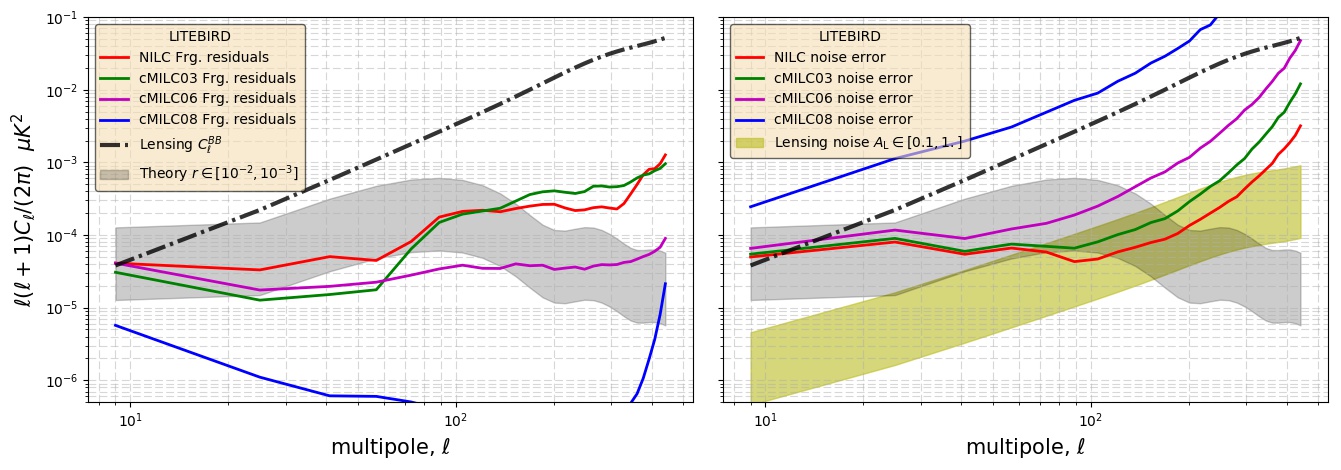 LITEBIRD
NILC Frg. residuals
cMILC03 Frg. residuals
cMILC06 Frg. residuals
cMILC08 Frg. residuals
Lensing $C_\ell^{BB}$
Theory $r \in [10^{-2}, 10^{-3}]$
$10^{-1}$
$10^{-2}$
$10^{-3}$
$10^{-4}$
$10^{-5}$
$10^{-6}$
$\ell(\ell+1)C_\ell/(2\pi)\ \mu K^2$
$10^1$
$10^2$
multipole, $\ell$
LITEBIRD
NILC noise error
cMILC03 noise error
cMILC06 noise error
cMILC08 noise error
Lensing noise $A_L \in [0.1, 1.]$
$10^1$
$10^2$
multipole, $\ell$